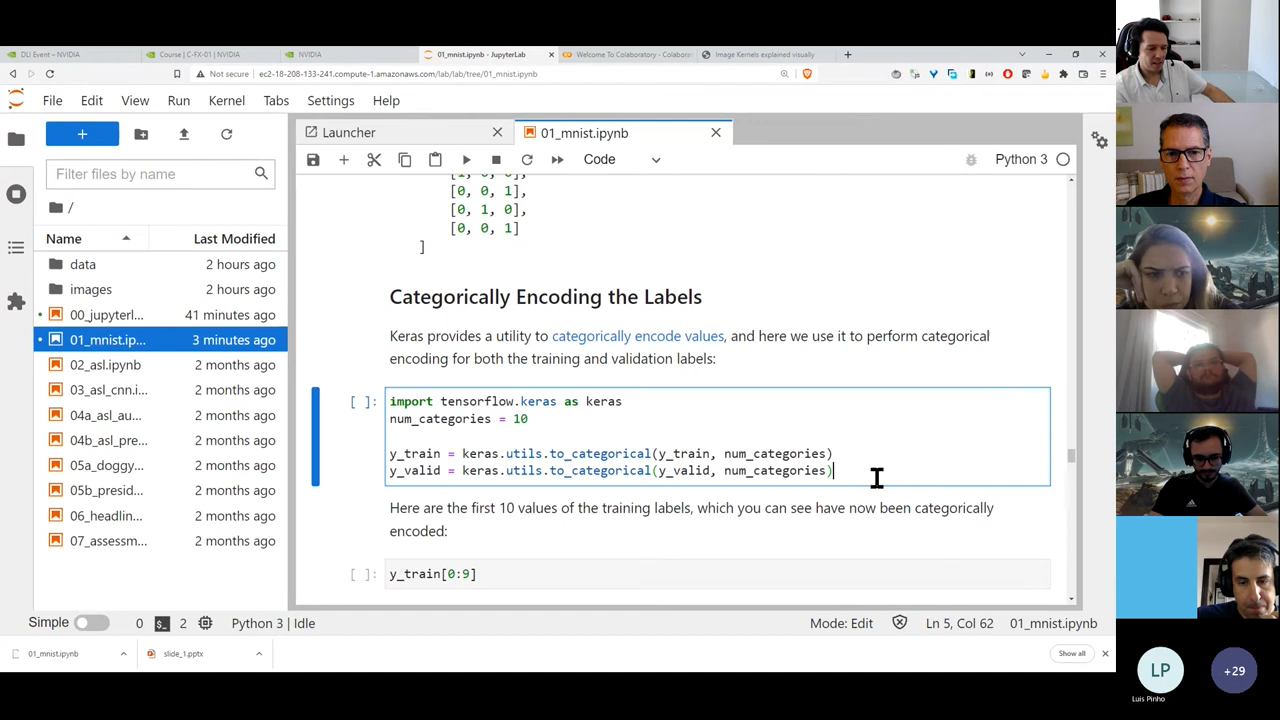 DLI Event – NVIDIA
Course | C-FX-01 | NVIDIA
NVIDIA
01_mnist.ipynb - JupyterLab
Welcome To Colaboratory - Colabora
Image Kernels explained visually
Not secure
ec2-18-208-133-241.compute-1.amazonaws.com/lab/lab/tree/01_mnist.ipynb
File Edit View Run Kernel Tabs Settings Help
Launcher
01_mnist.ipynb
Code
Python 3
Filter files by name
/
Name
Last Modified
data 2 hours ago
images 2 hours ago
00_jupyterl... 41 minutes ago
01_mnist.ip... 3 minutes ago
02_asl.ipynb 2 months ago
03_asl_cnn.i... 2 months ago
04a_asl_au... 2 months ago
04b_asl_pre... 2 months ago
05a_doggy... 2 months ago
05b_presid... 2 months ago
06_headlin... 2 months ago
07_assessm... 2 months ago
[1, 0, 0],
[0, 0, 1],
[0, 1, 0],
[0, 0, 1]
]
Categorically Encoding the Labels
Keras provides a utility to categorically encode values, and here we use it to perform categorical
encoding for both the training and validation labels:
[ ]: import tensorflow.keras as keras
num_categories = 10
y_train = keras.utils.to_categorical(y_train, num_categories)
y_valid = keras.utils.to_categorical(y_valid, num_categories)
Here are the first 10 values of the training labels, which you can see have now been categorically
encoded:
[ ]: y_train[0:9]
Simple
0
2
Python 3 | Idle
Mode: Edit
Ln 5, Col 62
01_mnist.ipynb
01_mnist.ipynb
slide_1.pptx
Show all
LP
Luis Pinho
+29